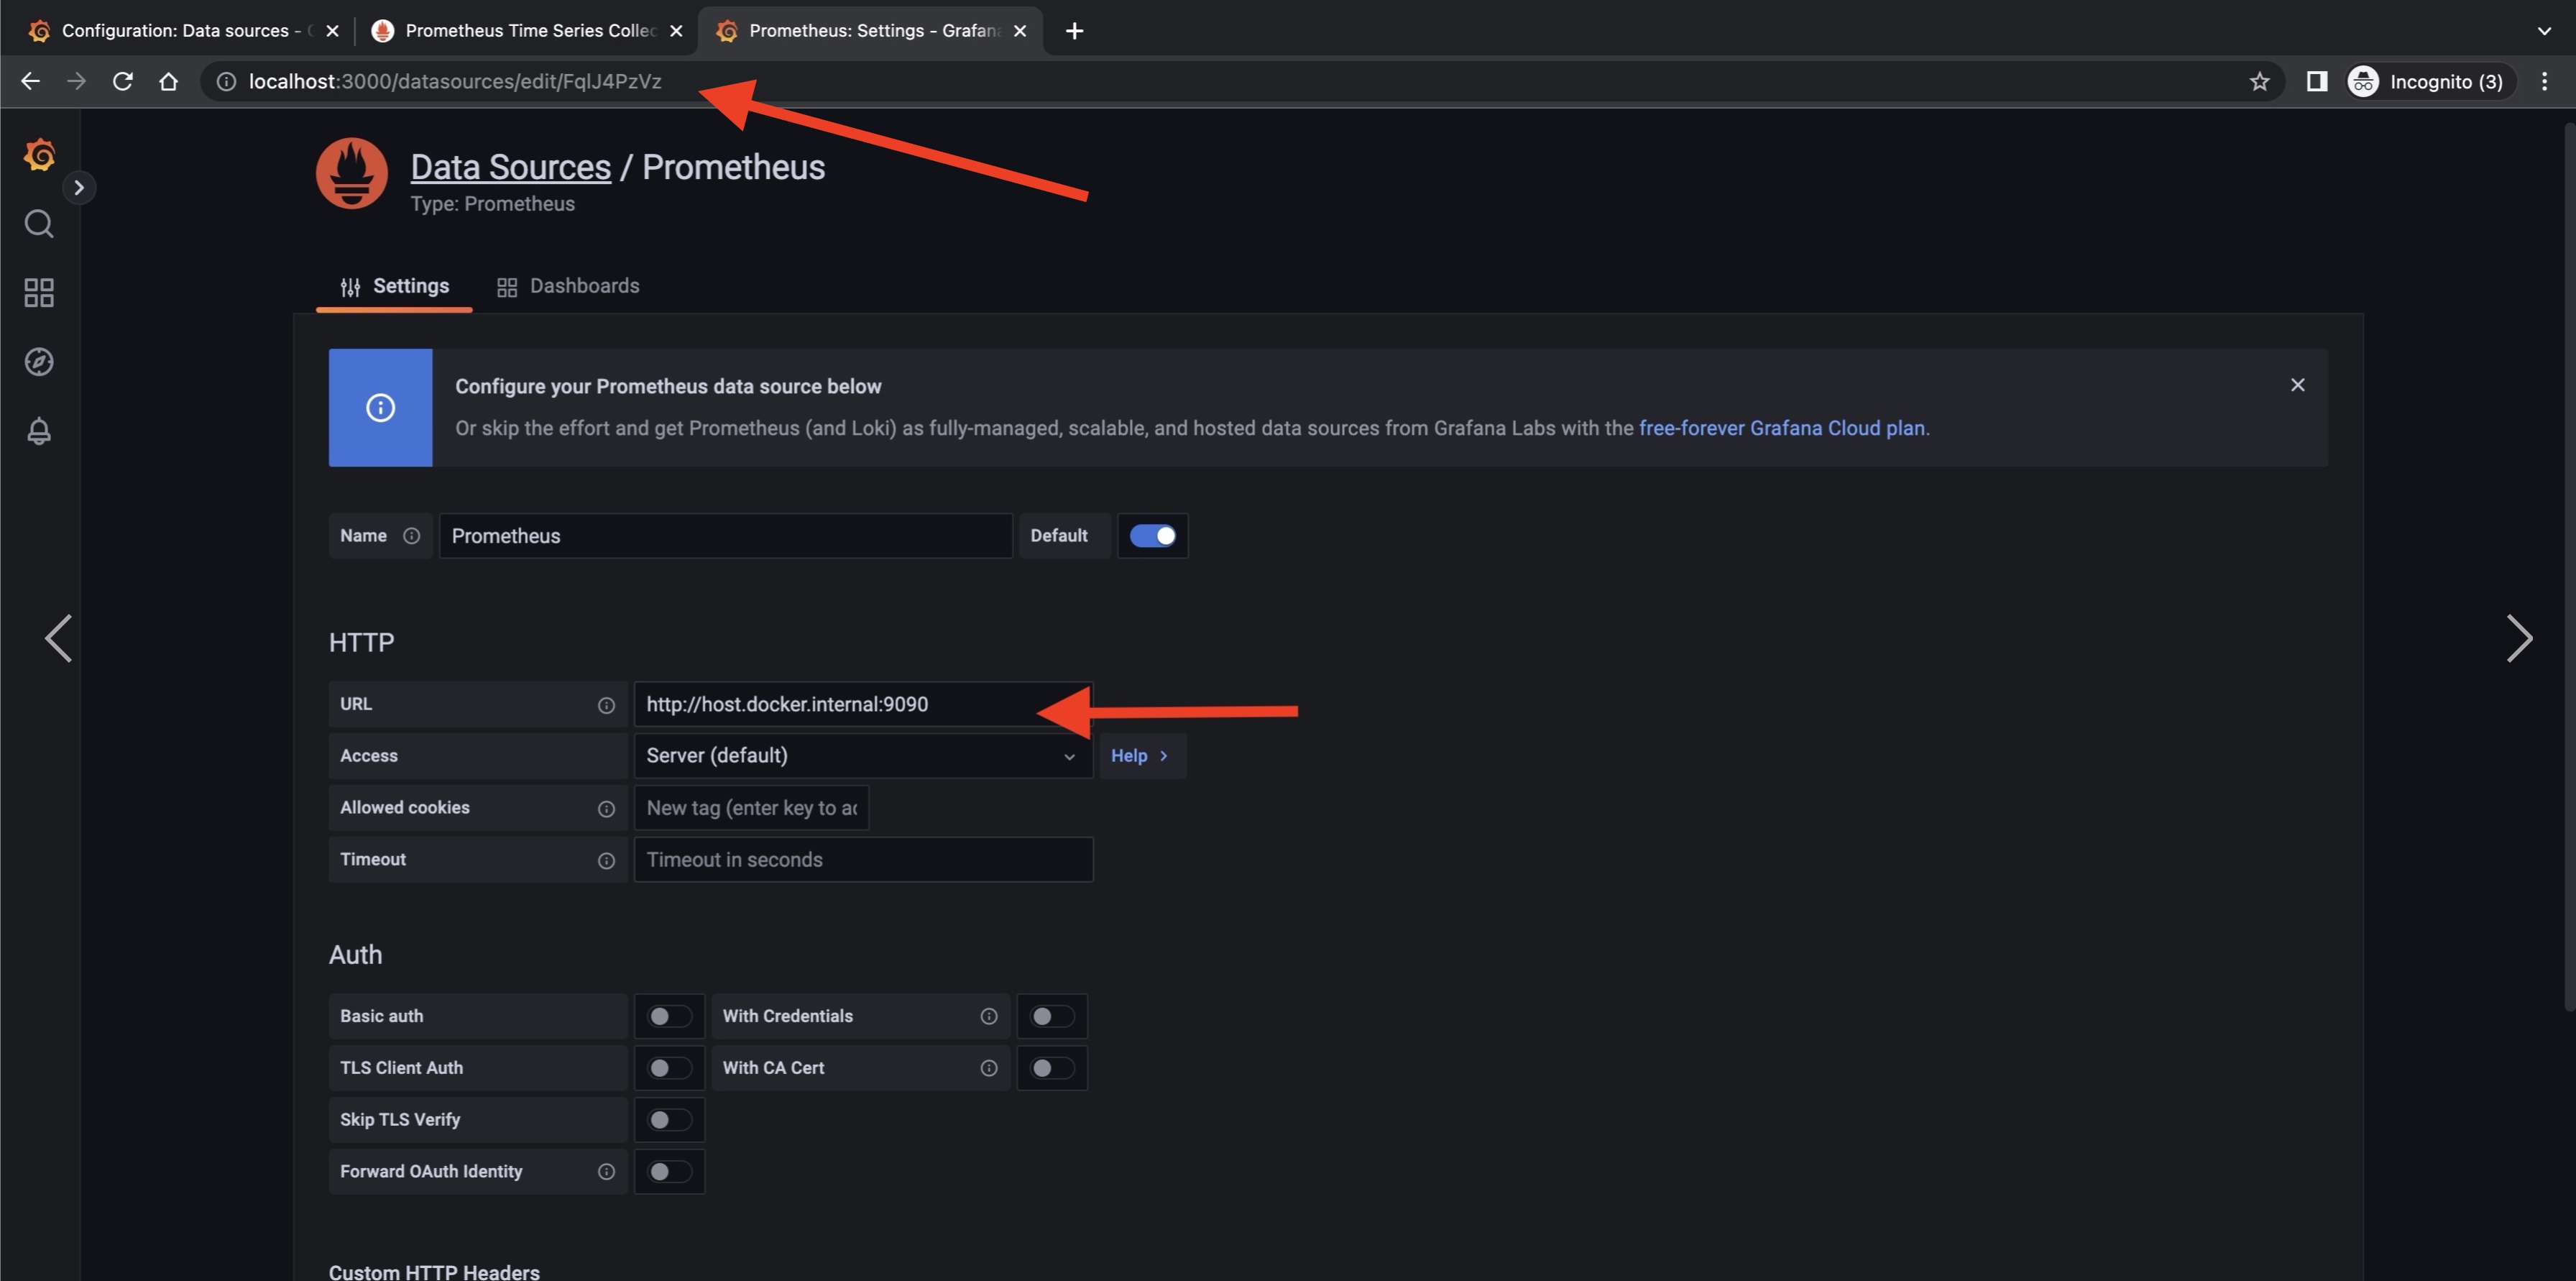 Configuration: Data sources -
Prometheus Time Series Collec
Prometheus: Settings - Grafana
localhost:3000/datasources/edit/FqlJ4PzVz
Incognito (3)
Data Sources / Prometheus
Type: Prometheus
Settings
Dashboards
Configure your Prometheus data source below
Or skip the effort and get Prometheus (and Loki) as fully-managed, scalable, and hosted data sources from Grafana Labs with the free-forever Grafana Cloud plan.
Name Prometheus Default
HTTP
URL http://host.docker.internal:9090
Access Server (default) Help
Allowed cookies New tag (enter key to ad
Timeout Timeout in seconds
Auth
Basic auth With Credentials
TLS Client Auth With CA Cert
Skip TLS Verify
Forward OAuth Identity
Custom HTTP Headers